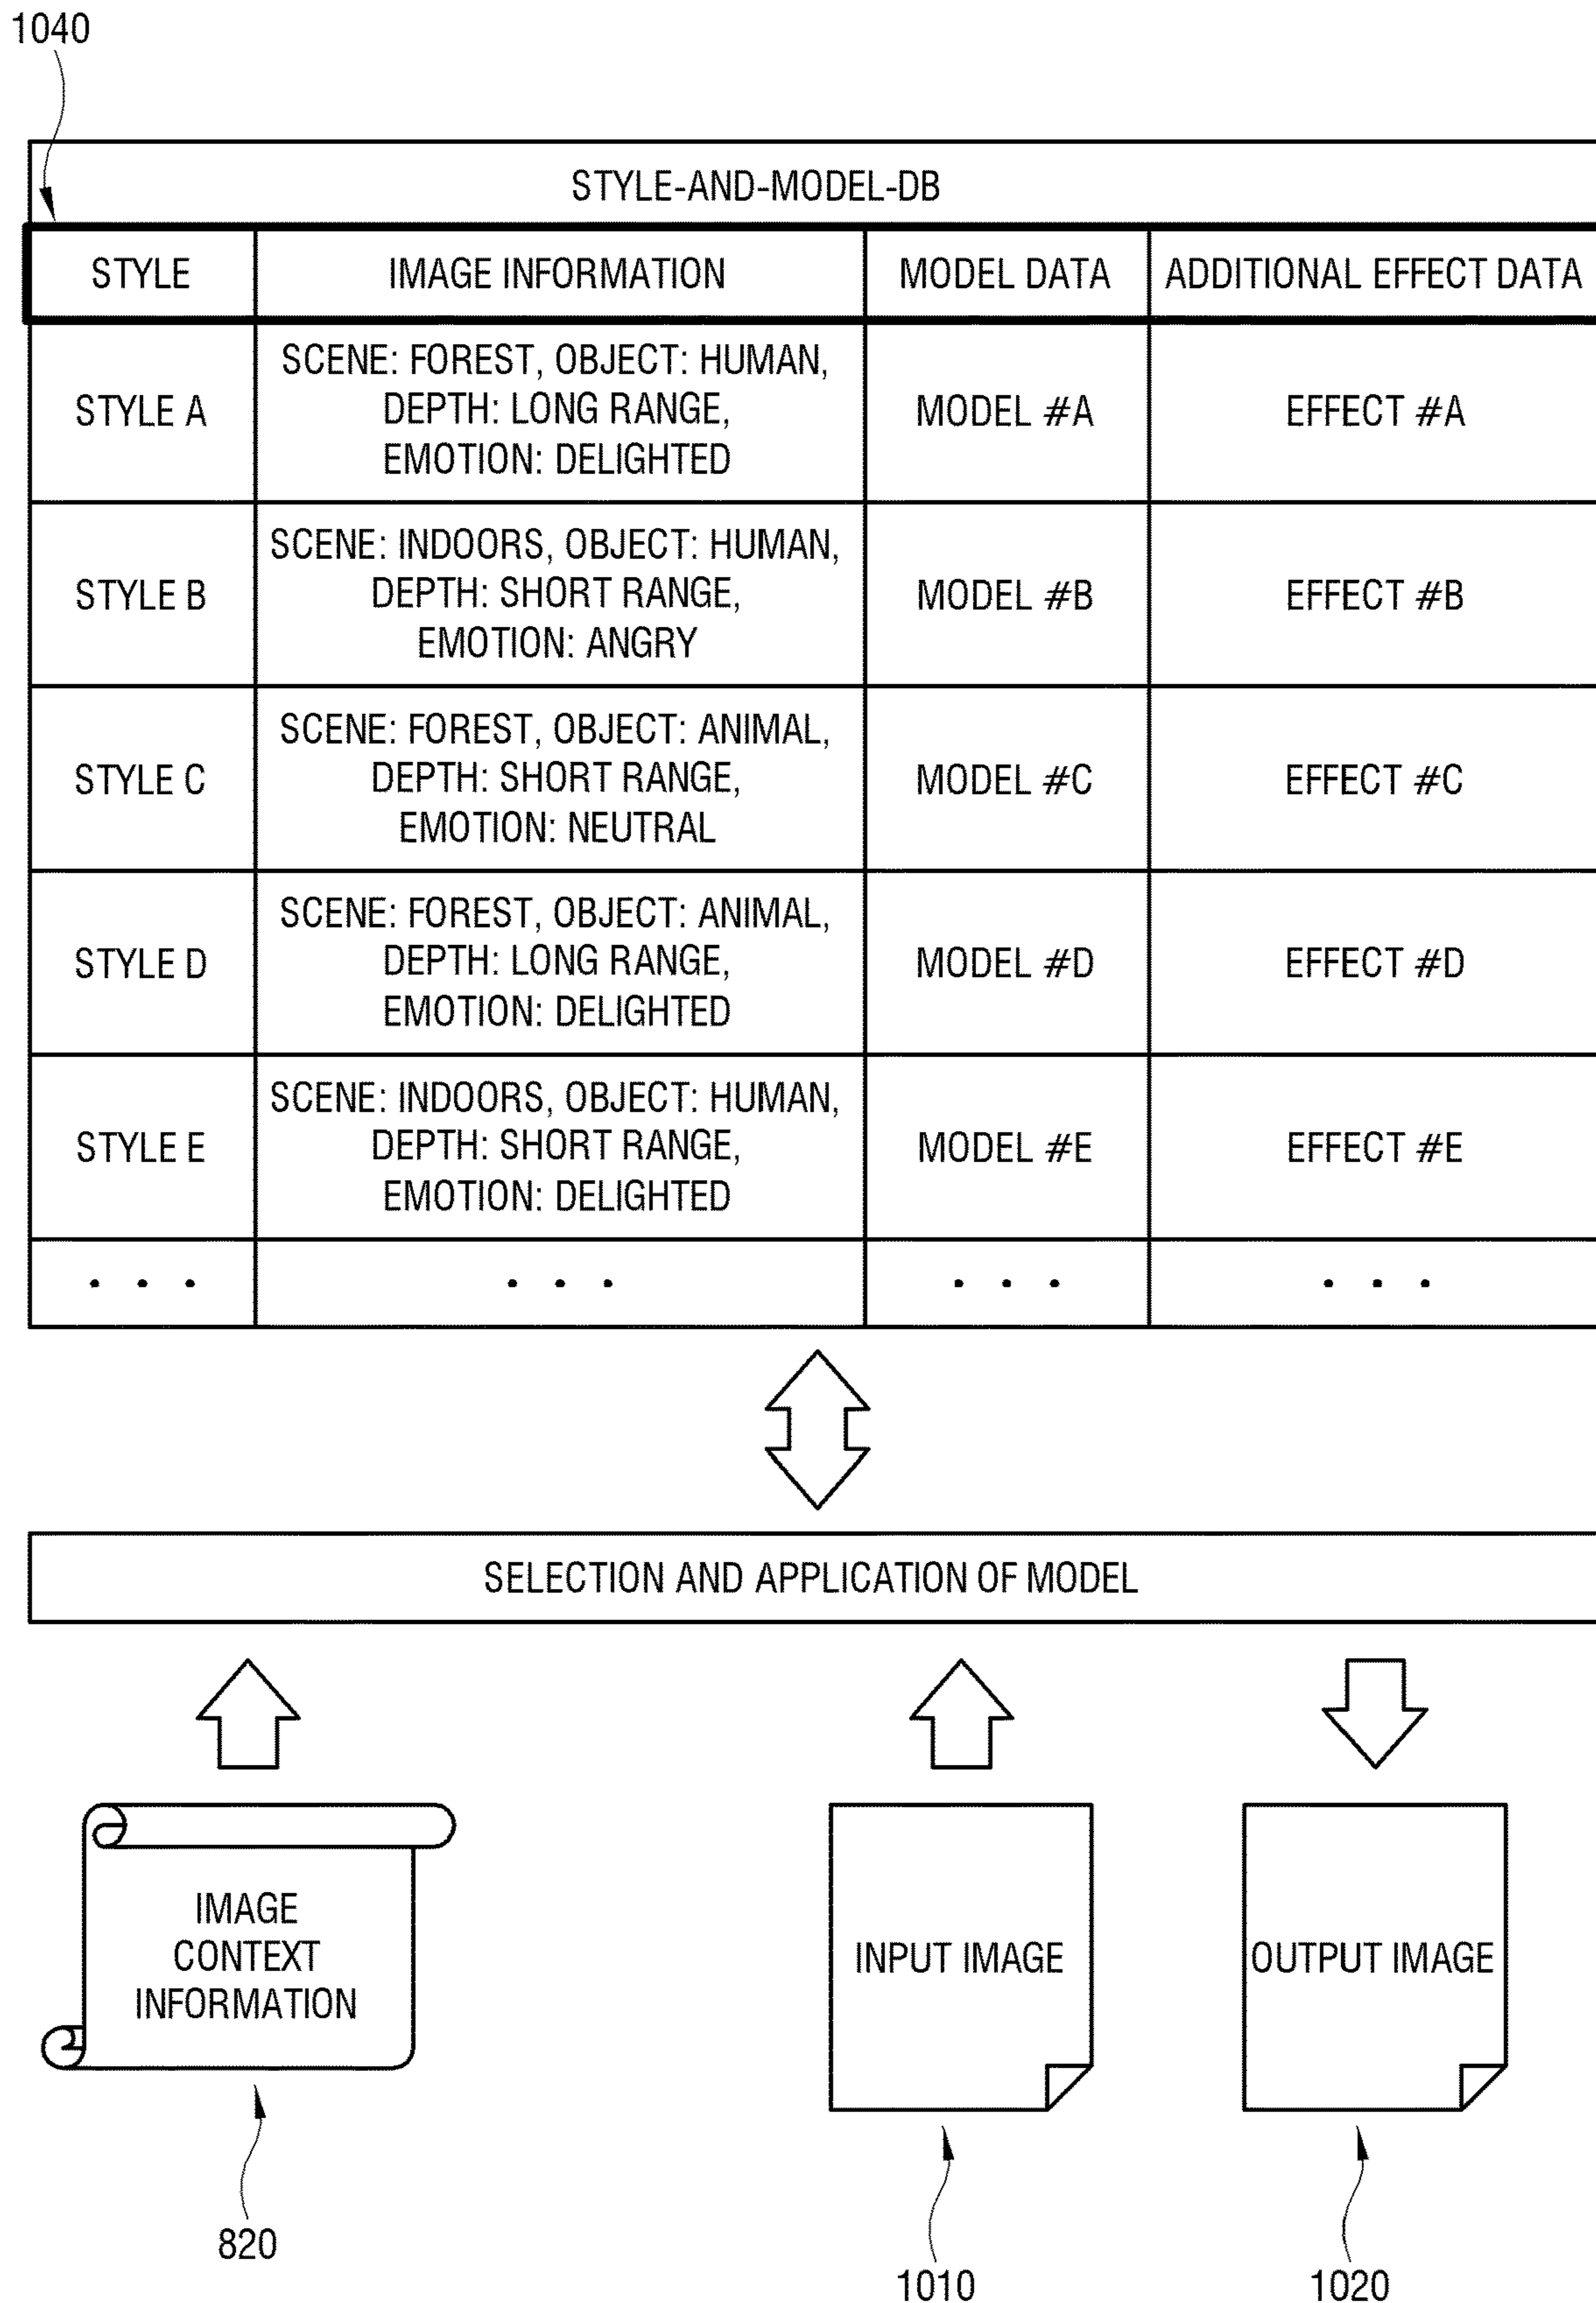 1040
STYLE-AND-MODEL-DB
STYLE
IMAGE INFORMATION
MODEL DATA
ADDITIONAL EFFECT DATA
STYLE A
SCENE: FOREST, OBJECT: HUMAN,
DEPTH: LONG RANGE,
EMOTION: DELIGHTED
MODEL #A
EFFECT #A
STYLE B
SCENE: INDOORS, OBJECT: HUMAN,
DEPTH: SHORT RANGE,
EMOTION: ANGRY
MODEL #B
EFFECT #B
STYLE C
SCENE: FOREST, OBJECT: ANIMAL,
DEPTH: SHORT RANGE,
EMOTION: NEUTRAL
MODEL #C
EFFECT #C
STYLE D
SCENE: FOREST, OBJECT: ANIMAL,
DEPTH: LONG RANGE,
EMOTION: DELIGHTED
MODEL #D
EFFECT #D
STYLE E
SCENE: INDOORS, OBJECT: HUMAN,
DEPTH: SHORT RANGE,
EMOTION: DELIGHTED
MODEL #E
EFFECT #E
. . .
. . .
. . .
. . .
SELECTION AND APPLICATION OF MODEL
IMAGE
CONTEXT
INFORMATION
INPUT IMAGE
OUTPUT IMAGE
820
1010
1020